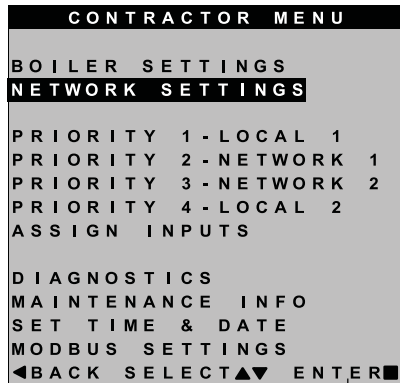 CONTRACTOR MENU
BOILER SETTINGS
NETWORK SETTINGS
PRIORITY 1-LOCAL 1
PRIORITY 2-NETWORK 1
PRIORITY 3-NETWORK 2
PRIORITY 4-LOCAL 2
ASSIGN INPUTS
DIAGNOSTICS
MAINTENANCE INFO
SET TIME & DATE
MODBUS SETTINGS
◀BACK SELECT▲▼ ENTER■